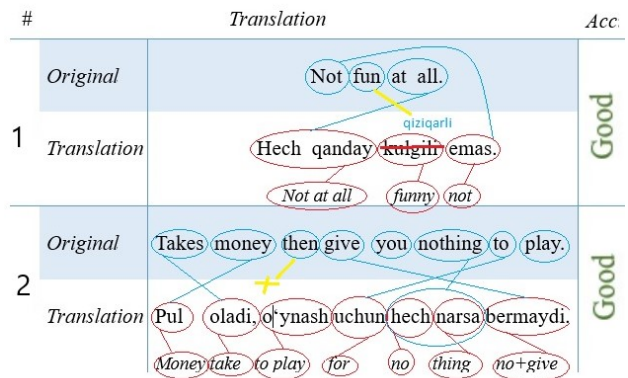 # Translation Acc:
Original Not fun at all.
qiziqarli
1 Translation Hech qanday kulgili emas. Good
Not at all funny not
Original Takes money then give you nothing to play.
2 Translation Pul oladi, o‘ynash uchun hech narsa bermaydi. Good
Money take to play for no thing no+give